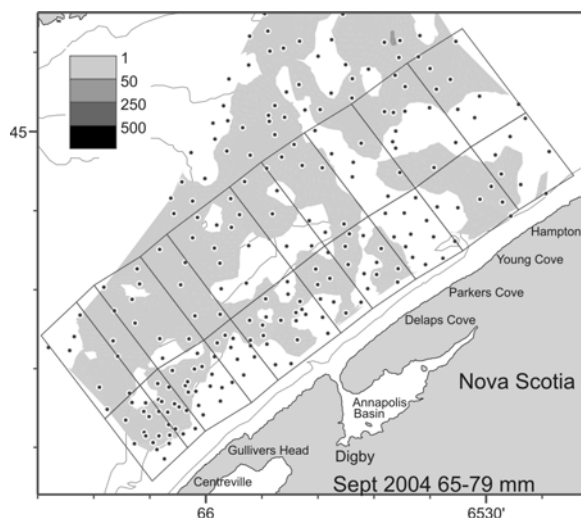 1
50
250
500
45
Hampton
Young Cove
Parkers Cove
Delaps Cove
Nova Scotia
Annapolis
Basin
Gullivers Head
Digby
Centreville
Sept 2004 65-79 mm
66
6530'